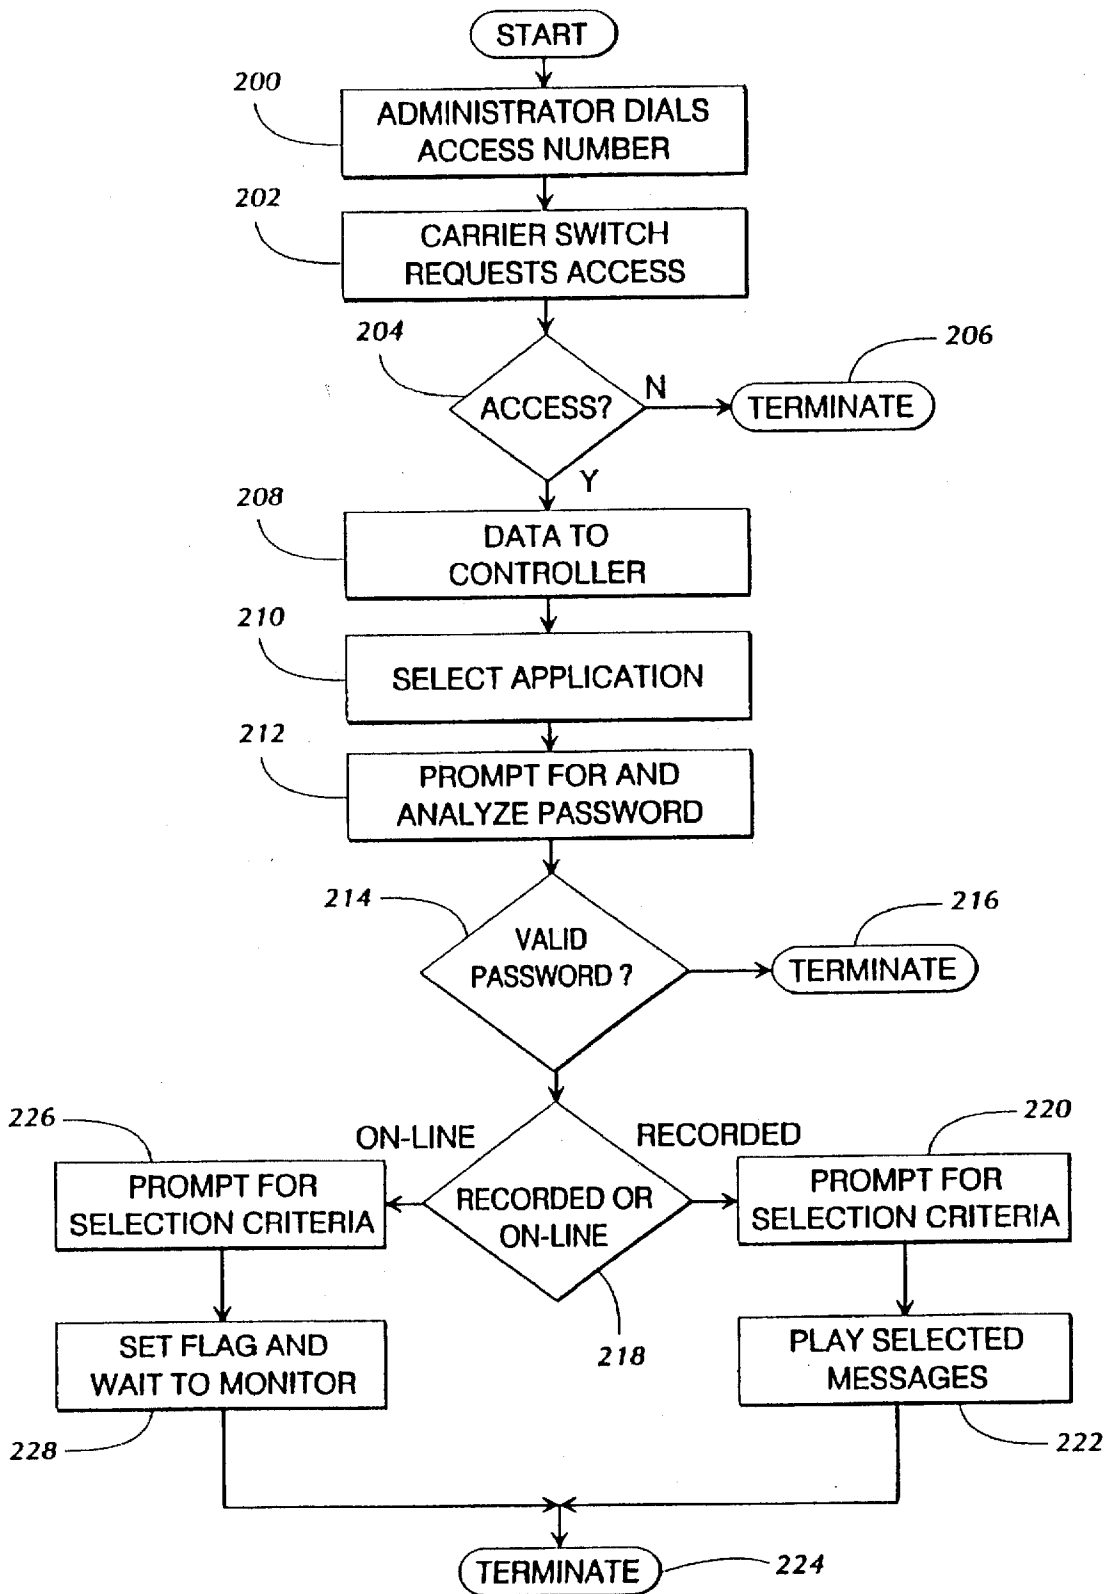 START
200
ADMINISTRATOR DIALS
ACCESS NUMBER
202
CARRIER SWITCH
REQUESTS ACCESS
204
ACCESS?
N
206
TERMINATE
Y
208
DATA TO
CONTROLLER
210
SELECT APPLICATION
212
PROMPT FOR AND
ANALYZE PASSWORD
214
VALID
PASSWORD ?
216
TERMINATE
226
ON-LINE
RECORDED
220
PROMPT FOR
SELECTION CRITERIA
RECORDED OR
ON-LINE
PROMPT FOR
SELECTION CRITERIA
218
SET FLAG AND
WAIT TO MONITOR
228
PLAY SELECTED
MESSAGES
222
TERMINATE
224